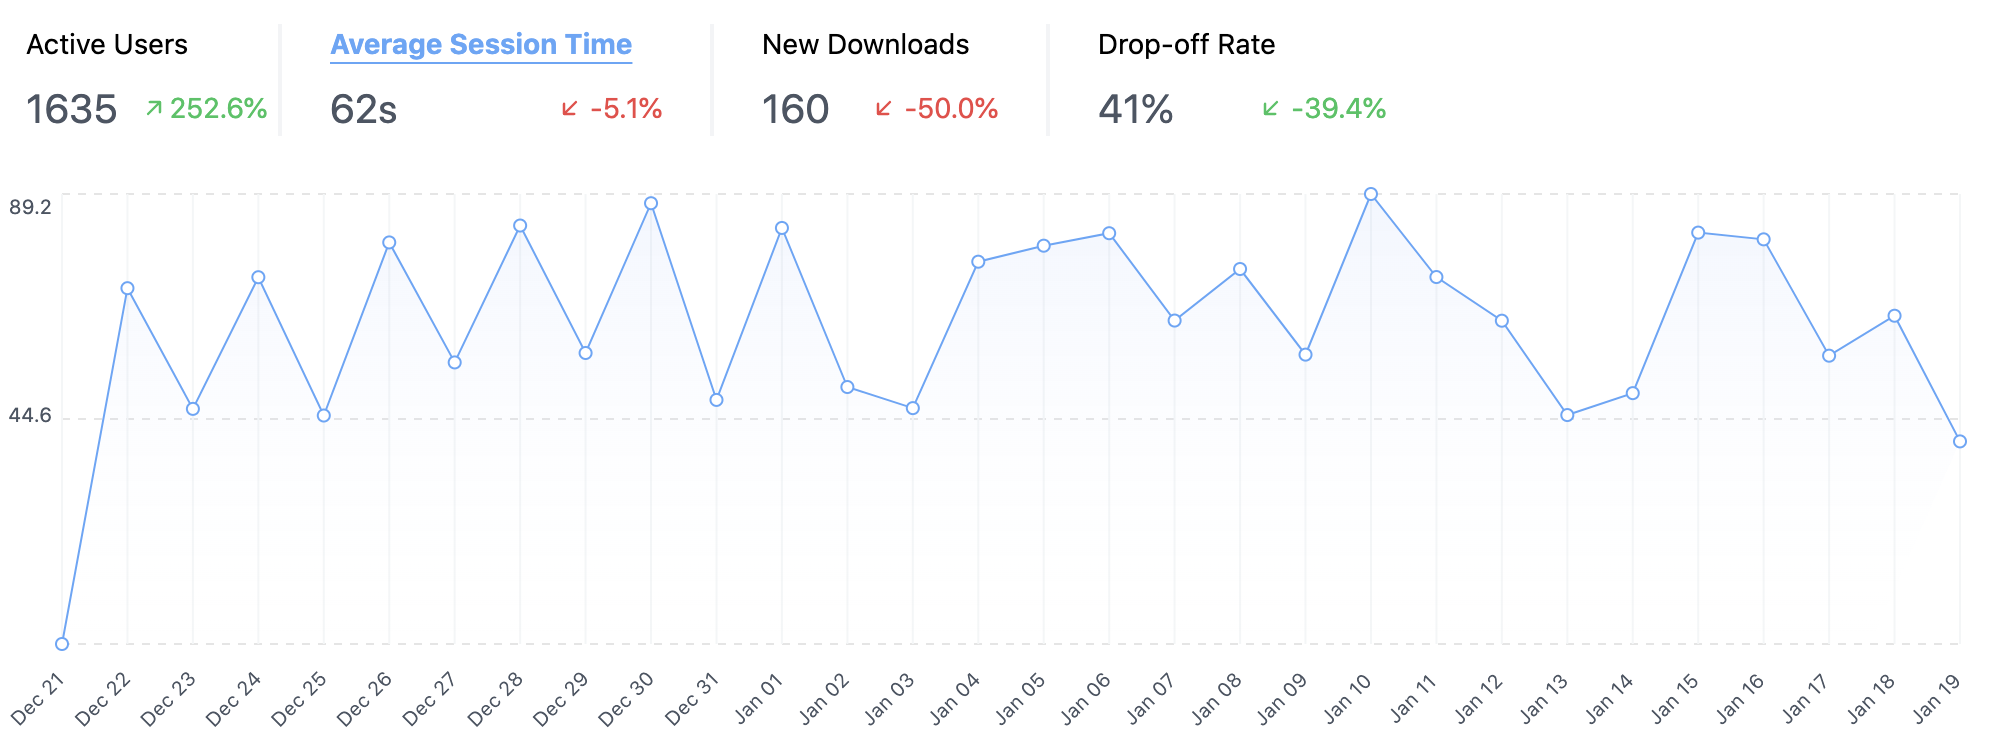 Active Users
1635 252.6%
Average Session Time
62s -5.1%
New Downloads
160 -50.0%
Drop-off Rate
41% -39.4%
89.2
44.6
Dec 21
Dec 22
Dec 23
Dec 24
Dec 25
Dec 26
Dec 27
Dec 28
Dec 29
Dec 30
Dec 31
Jan 01
Jan 02
Jan 03
Jan 04
Jan 05
Jan 06
Jan 07
Jan 08
Jan 09
Jan 10
Jan 11
Jan 12
Jan 13
Jan 14
Jan 15
Jan 16
Jan 17
Jan 18
Jan 19